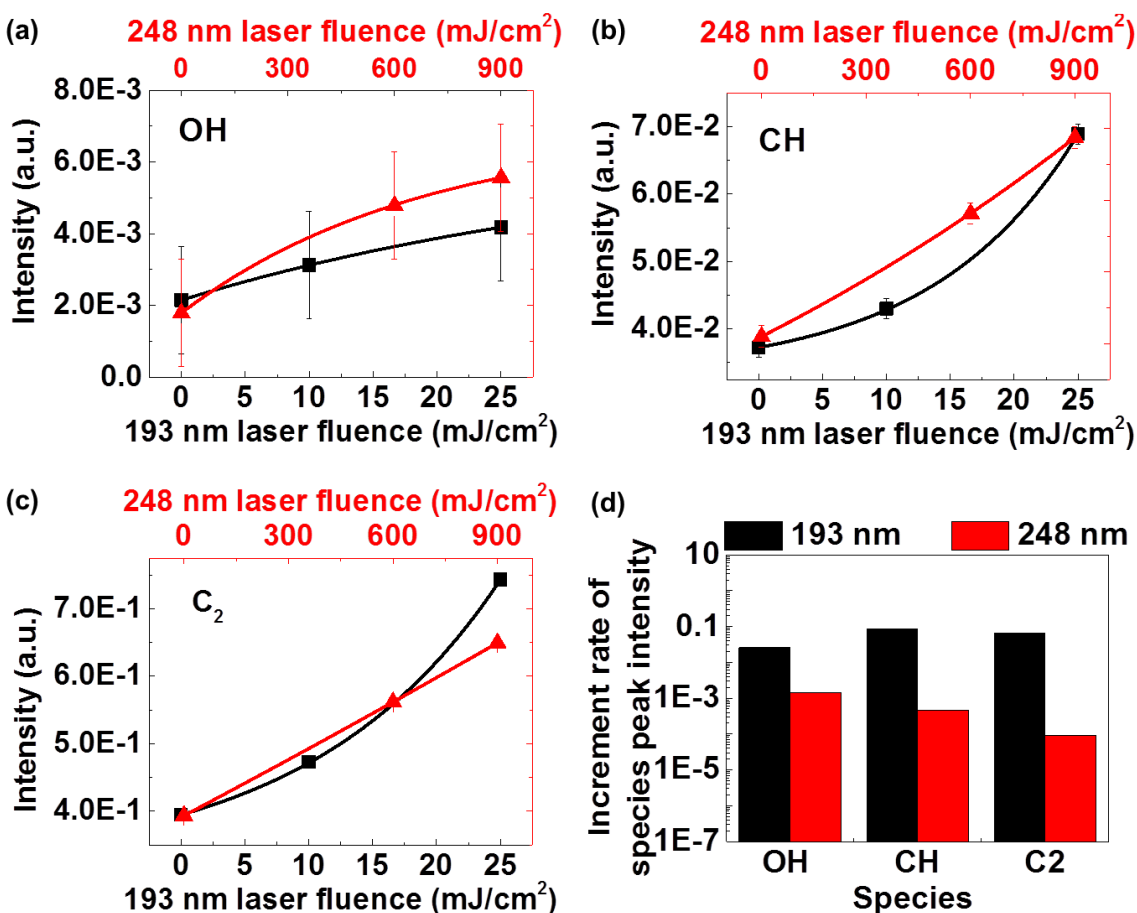 (a)
248 nm laser fluence (mJ/cm²)
0 300 600 900
8.0E-3
6.0E-3
4.0E-3
2.0E-3
0.0
Intensity (a.u.)
OH
0 5 10 15 20 25
193 nm laser fluence (mJ/cm²)
(b)
248 nm laser fluence (mJ/cm²)
0 300 600 900
7.0E-2
6.0E-2
5.0E-2
4.0E-2
Intensity (a.u.)
CH
0 5 10 15 20 25
193 nm laser fluence (mJ/cm²)
(c)
248 nm laser fluence (mJ/cm²)
0 300 600 900
7.0E-1
6.0E-1
5.0E-1
4.0E-1
Intensity (a.u.)
C₂
0 5 10 15 20 25
193 nm laser fluence (mJ/cm²)
(d)
193 nm 248 nm
10
0.1
1E-3
1E-5
1E-7
Increment rate of
species peak intensity
OH CH C2
Species